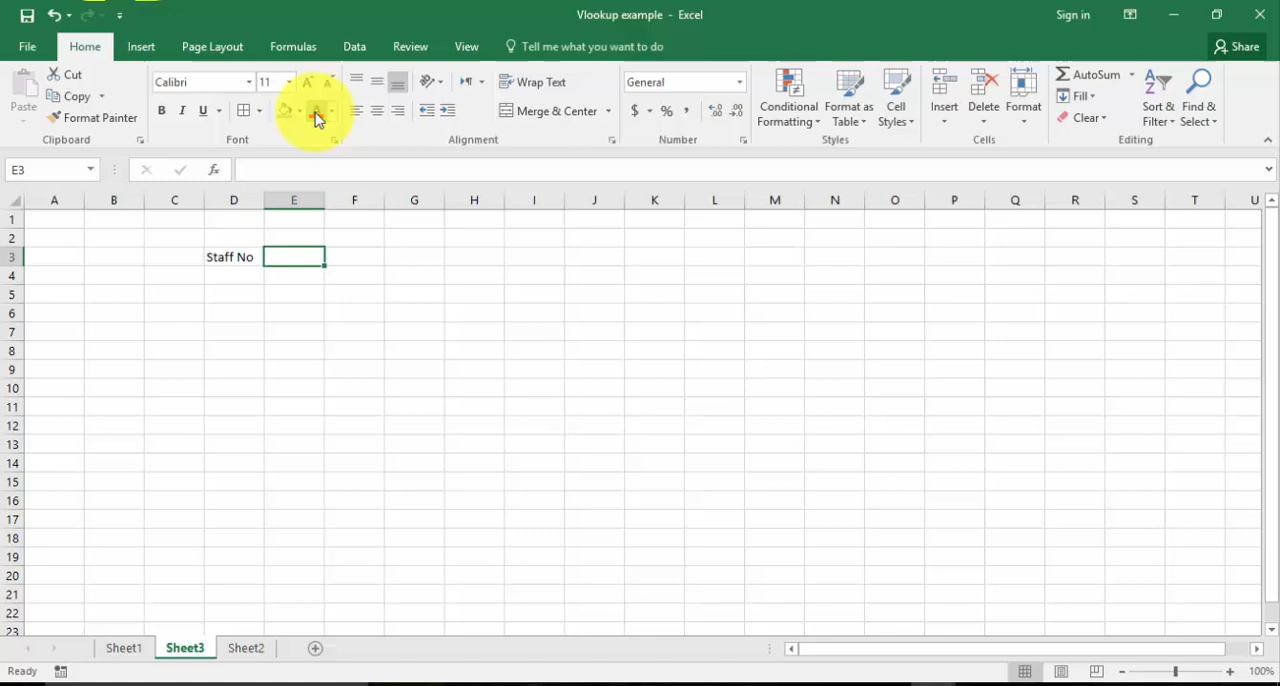 Vlookup example - Excel
Sign in
File Home Insert Page Layout Formulas Data Review View Tell me what you want to do Share
Paste Cut Copy Format Painter
Calibri 11
B I U
A
Wrap Text
Merge & Center
General
$ % ,
Conditional Formatting
Format as Table
Cell Styles
Insert Delete Format
AutoSum
Fill
Clear
Sort & Filter
Find & Select
Clipboard Font Alignment Number Styles Cells Editing
E3 fx
A B C D E F G H I J K L M N O P Q R S T U
1
2
3 Staff No
4
5
6
7
8
9
10
11
12
13
14
15
16
17
18
19
20
21
22
23
Sheet1 Sheet3 Sheet2
Ready 100%